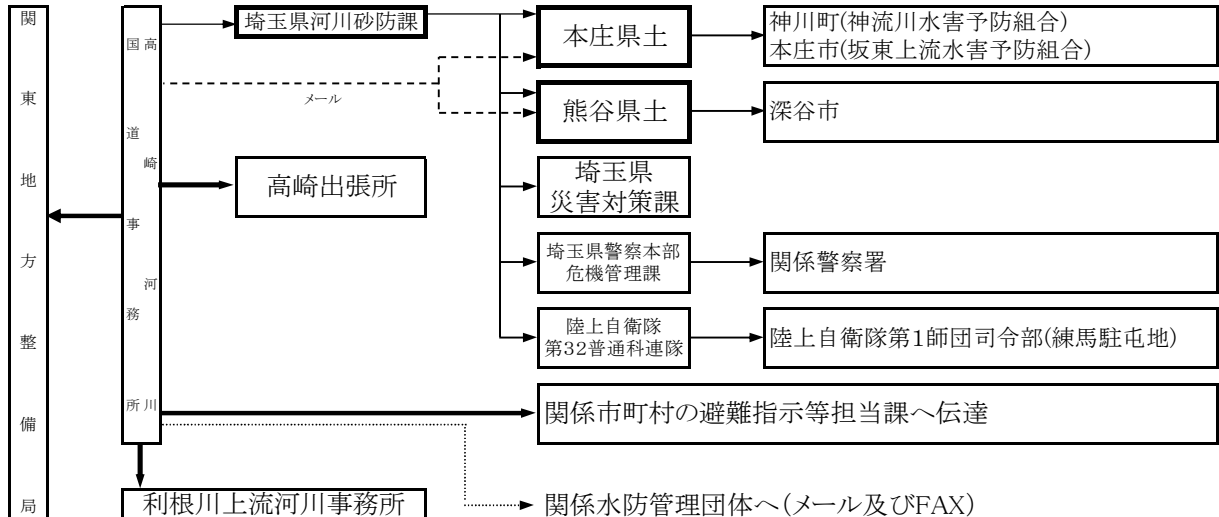 関東地方整備局
高崎河川
国道事務所
埼玉県河川砂防課
メール
高崎出張所
利根川上流河川事務所
本庄県土
神川町(神流川水害予防組合)
本庄市(坂東上流水害予防組合)
熊谷県土
深谷市
埼玉県
災害対策課
埼玉県警察本部
危機管理課
関係警察署
陸上自衛隊
第32普通科連隊
陸上自衛隊第1師団司令部(練馬駐屯地)
関係市町村の避難指示等担当課へ伝達
関係水防管理団体へ(メール及びFAX)